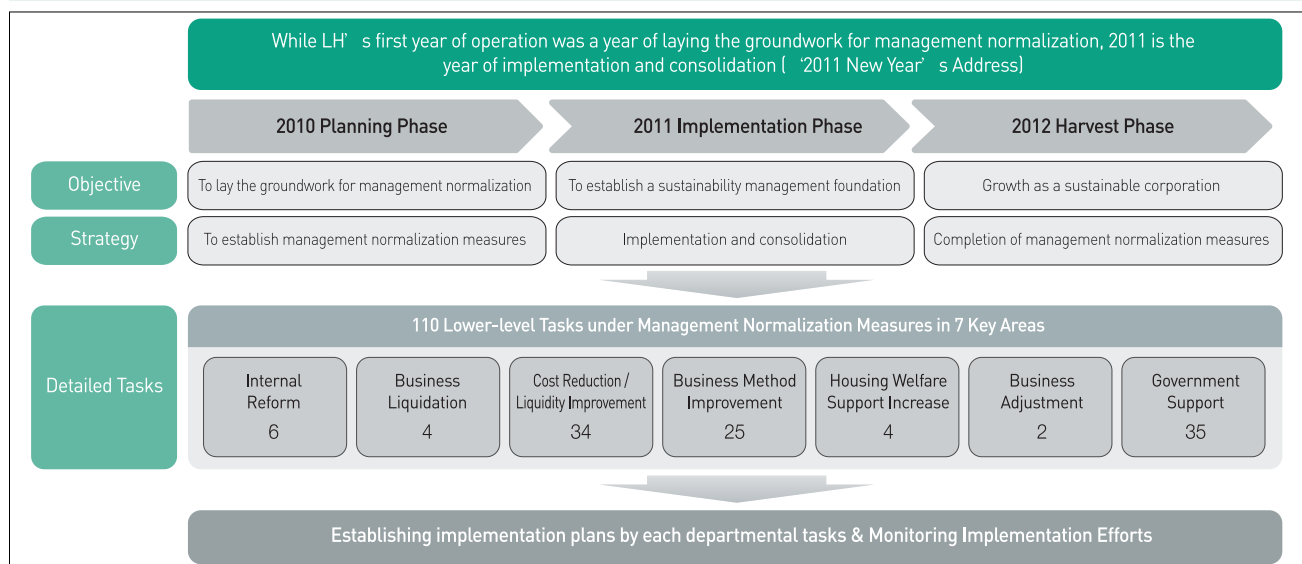 While LH’ s first year of operation was a year of laying the groundwork for management normalization, 2011 is the
year of implementation and consolidation ( ‘2011 New Year’ s Address)
2010 Planning Phase
2011 Implementation Phase
2012 Harvest Phase
Objective
To lay the groundwork for management normalization
To establish a sustainability management foundation
Growth as a sustainable corporation
Strategy
To establish management normalization measures
Implementation and consolidation
Completion of management normalization measures
Detailed Tasks
110 Lower-level Tasks under Management Normalization Measures in 7 Key Areas
Internal
Reform
6
Business
Liquidation
4
Cost Reduction /
Liquidity Improvement
34
Business Method
Improvement
25
Housing Welfare
Support Increase
4
Business
Adjustment
2
Government
Support
35
Establishing implementation plans by each departmental tasks & Monitoring Implementation Efforts